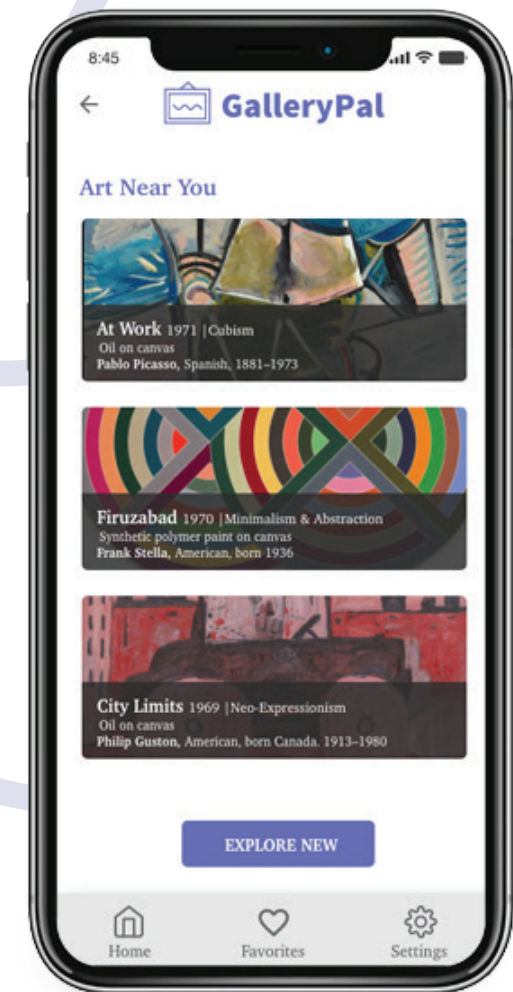 8:45
GalleryPal
Art Near You
At Work 1971 |Cubism
Oil on canvas
Pablo Picasso, Spanish, 1881–1973
Firuzabad 1970 |Minimalism & Abstraction
Synthetic polymer paint on canvas
Frank Stella, American, born 1936
City Limits 1969 |Neo-Expressionism
Oil on canvas
Philip Guston, American, born Canada. 1913–1980
EXPLORE NEW
Home Favorites Settings